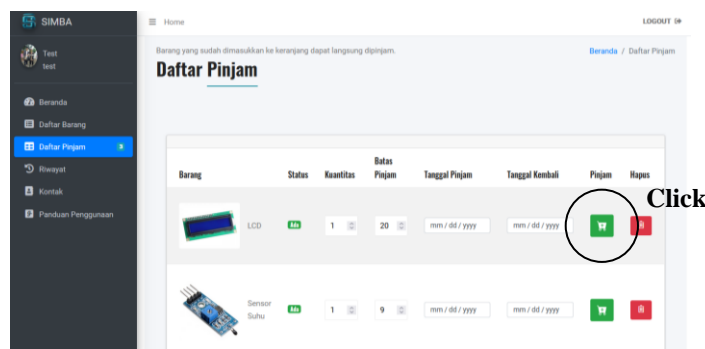 SIMBA
Home
LOGOUT
Test
test
Barang yang sudah dimasukkan ke keranjang dapat langsung dipinjam.
Beranda / Daftar Pinjam
Daftar Pinjam
Beranda
Daftar Barang
Daftar Pinjam
Riwayat
Kontak
Panduan Penggunaan
Barang Status Kuantitas Batas Pinjam Tanggal Pinjam Tanggal Kembali Pinjam Hapus
Click
LCD Ada 1 20 mm / dd / yyyy mm / dd / yyyy
Sensor Suhu Ada 1 9 mm / dd / yyyy mm / dd / yyyy